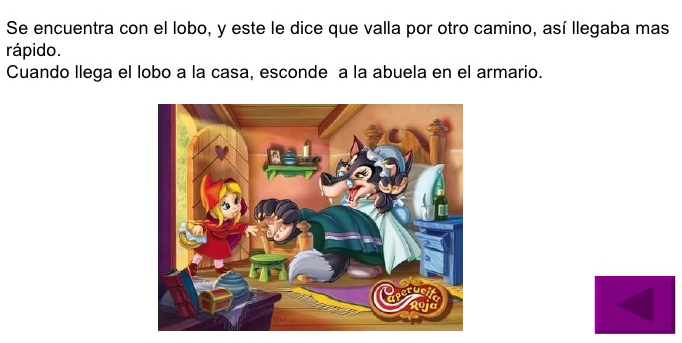 Se encuentra con el lobo, y este le dice que valla por otro camino, así llegaba mas
rápido.
Cuando llega el lobo a la casa, esconde  a la abuela en el armario.
Caperucita
Roja